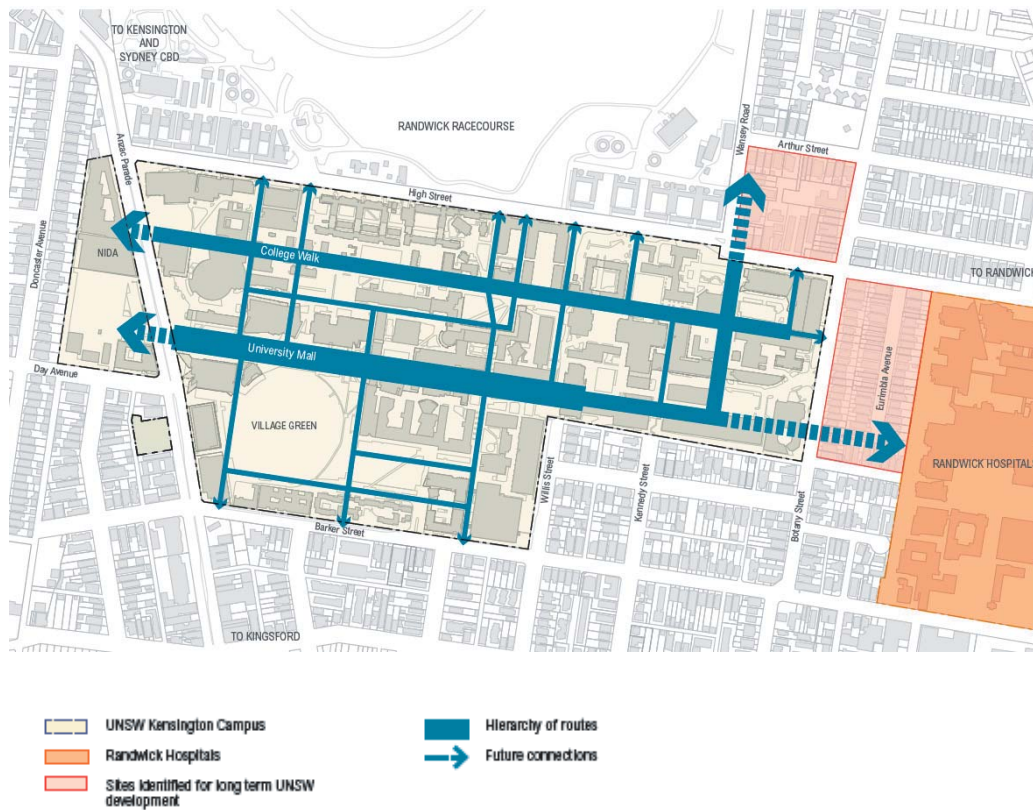 TO KENSINGTON
AND
SYDNEY CBD
Anzac Parade
RANDWICK RACECOURSE
Wansey Road
Arthur Street
High Street
NIDA
Doncaster Avenue
College Walk
TO RANDWICK
University Mall
Day Avenue
VILLAGE GREEN
Eurimbla Avenue
RANDWICK HOSPITALS
Willis Street
Kennedy Street
Botany Street
Barker Street
TO KINGSFORD
UNSW Kensington Campus
Randwick Hospitals
Sites identified for long term UNSW
development
Hierarchy of routes
Future connections